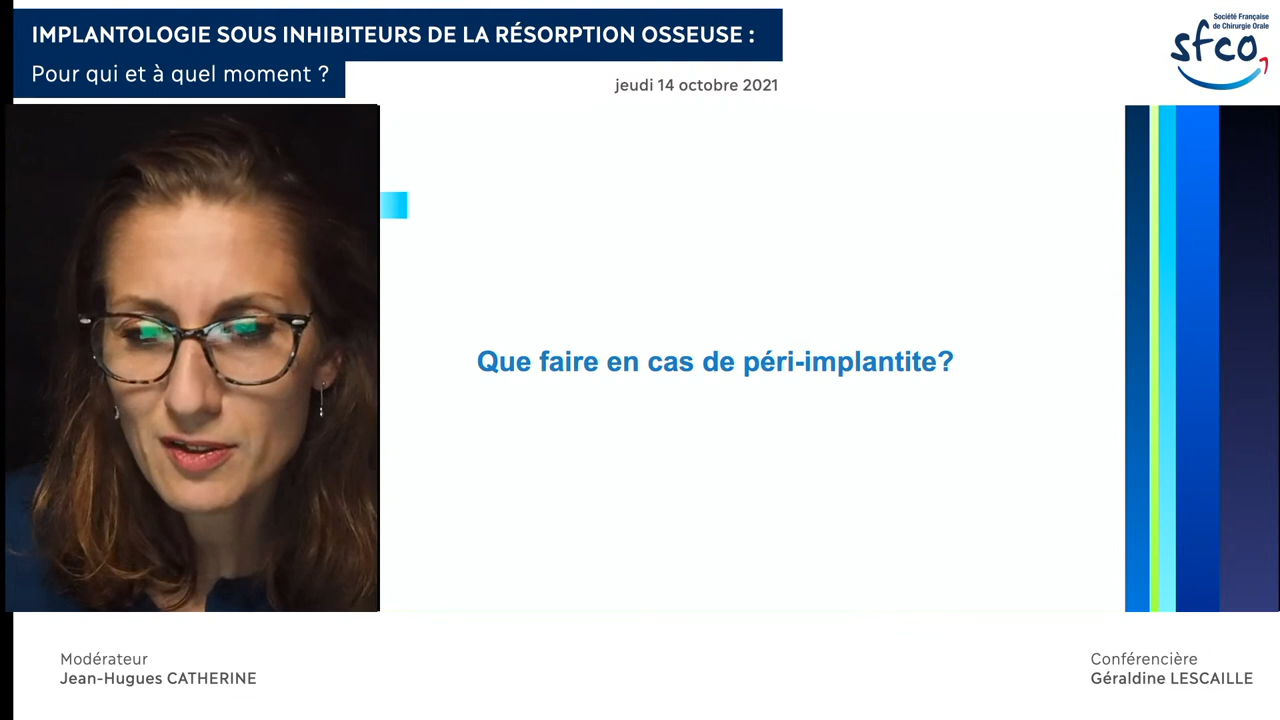 IMPLANTOLOGIE SOUS INHIBITEURS DE LA RÉSORPTION OSSEUSE :
Pour qui et à quel moment ?
jeudi 14 octobre 2021
Société Française
de Chirurgie Orale
sfco
Que faire en cas de péri-implantite?
Modérateur
Jean-Hugues CATHERINE
Conférencière
Géraldine LESCAILLE